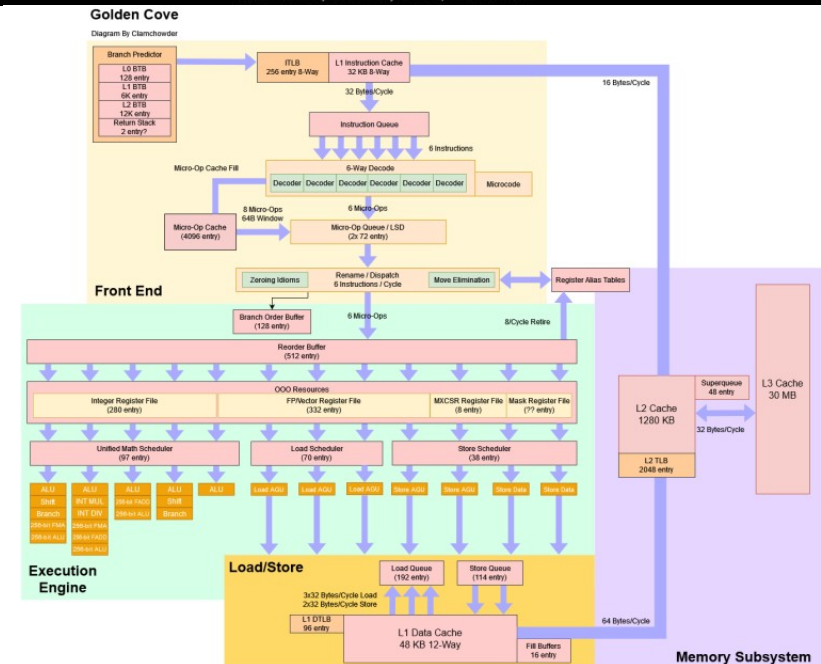 Golden Cove
Diagram By Clamchowder
Branch Predictor
L0 BTB
128 entry
L1 BTB
6K entry
L2 BTB
12K entry
Return Stack
2 entry?
ITLB
256 entry 8-Way
L1 Instruction Cache
32 KB 8-Way
16 Bytes/Cycle
32 Bytes/Cycle
Instruction Queue
6 Instructions
Micro-Op Cache Fill
6-Way Decode
Decoder Decoder Decoder Decoder Decoder Decoder
Microcode
8 Micro-Ops
64B Window
6 Micro-Ops
Micro-Op Cache
(4096 entry)
Micro-Op Queue / LSD
(2x 72 entry)
Zeroing Idioms
Rename / Dispatch
6 Instructions / Cycle
Move Elimination
Register Alias Tables
Front End
Branch Order Buffer
(128 entry)
6 Micro-Ops
8/Cycle Retire
Reorder Buffer
(512 entry)
OOO Resources
Integer Register File
(280 entry)
FP/Vector Register File
(332 entry)
MXCSR Register File
(8 entry)
Mask Register File
(?? entry)
Unified Math Scheduler
(97 entry)
Load Scheduler
(70 entry)
Store Scheduler
(38 entry)
ALU
Shift
Branch
256-bit FMA
256-bit ALU
ALU
INT MUL
INT DIV
256-bit FMA
256-bit FADD
256-bit ALU
ALU
256-bit FADD
256-bit ALU
ALU
Shift
Branch
ALU
Load AGU
Load AGU
Load AGU
Store AGU
Store AGU
Store Data
Store Data
Execution
Engine
Load/Store
Load Queue
(192 entry)
Store Queue
(114 entry)
3x32 Bytes/Cycle Load
2x32 Bytes/Cycle Store
L1 DTLB
96 entry
L1 Data Cache
48 KB 12-Way
Fill Buffers
16 entry
64 Bytes/Cycle
L2 Cache
1280 KB
Superqueue
48 entry
32 Bytes/Cycle
L2 TLB
2048 entry
L3 Cache
30 MB
Memory Subsystem